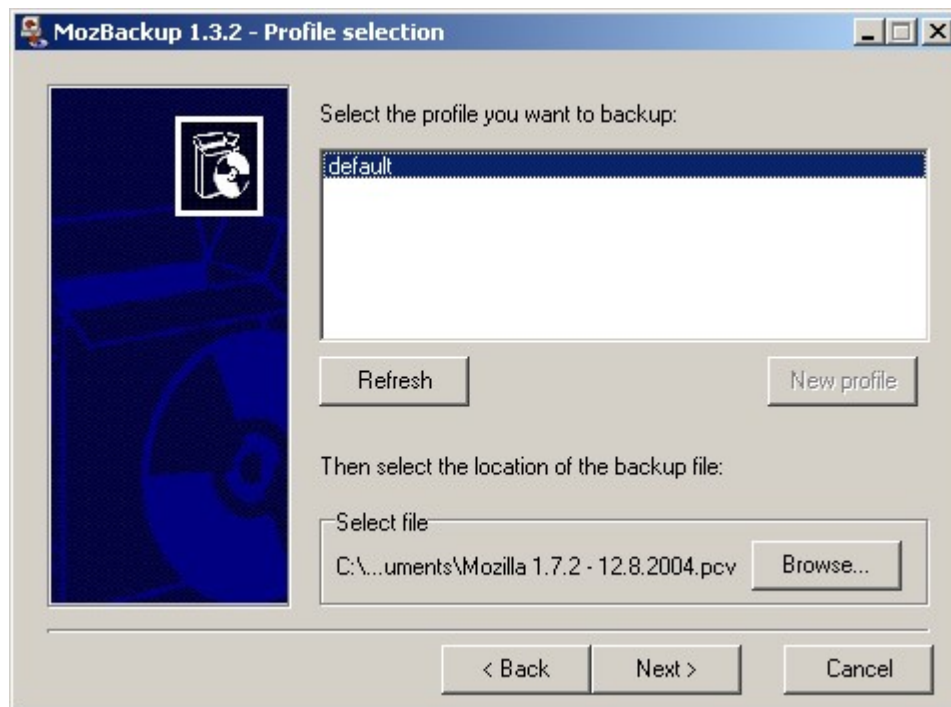 MozBackup 1.3.2 - Profile selection
Select the profile you want to backup:
default
Refresh
New profile
Then select the location of the backup file:
Select file
C:\...uments\Mozilla 1.7.2 - 12.8.2004.pcv
Browse...
< Back
Next >
Cancel